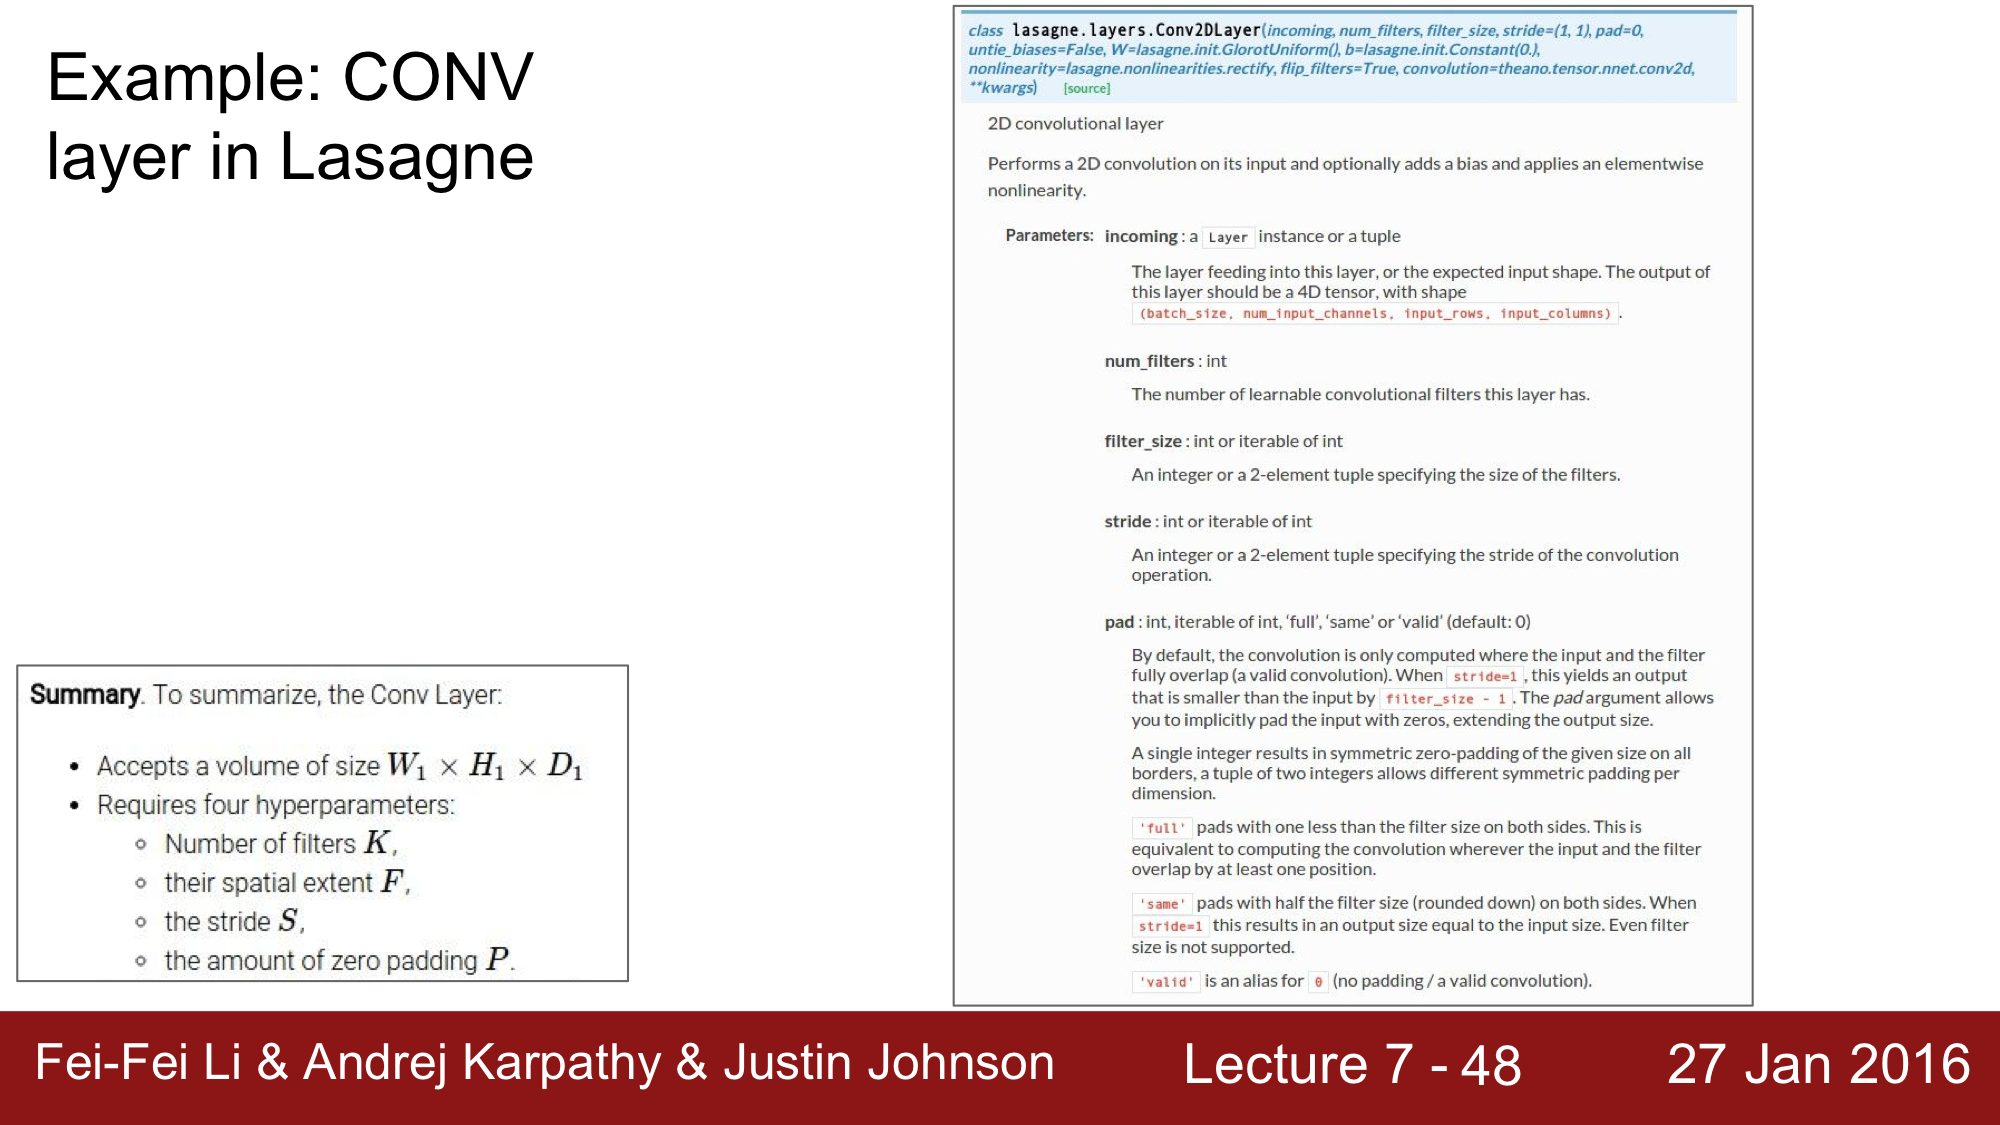 Example: CONV
layer in Lasagne
class lasagne.layers.Conv2DLayer(incoming, num_filters, filter_size, stride=(1, 1), pad=0,
untie_biases=False, W=lasagne.init.GlorotUniform(), b=lasagne.init.Constant(0.),
nonlinearity=lasagne.nonlinearities.rectify, flip_filters=True, convolution=theano.tensor.nnet.conv2d,
**kwargs) [source]
2D convolutional layer
Performs a 2D convolution on its input and optionally adds a bias and applies an elementwise
nonlinearity.
Parameters: incoming : a Layer instance or a tuple
The layer feeding into this layer, or the expected input shape. The output of
this layer should be a 4D tensor, with shape
(batch_size, num_input_channels, input_rows, input_columns).
num_filters : int
The number of learnable convolutional filters this layer has.
filter_size : int or iterable of int
An integer or a 2-element tuple specifying the size of the filters.
stride : int or iterable of int
An integer or a 2-element tuple specifying the stride of the convolution
operation.
pad : int, iterable of int, ‘full’, ‘same’ or ‘valid’ (default: 0)
By default, the convolution is only computed where the input and the filter
fully overlap (a valid convolution). When stride=1, this yields an output
that is smaller than the input by filter_size - 1. The pad argument allows
you to implicitly pad the input with zeros, extending the output size.
A single integer results in symmetric zero-padding of the given size on all
borders, a tuple of two integers allows different symmetric padding per
dimension.
'full' pads with one less than the filter size on both sides. This is
equivalent to computing the convolution wherever the input and the filter
overlap by at least one position.
'same' pads with half the filter size (rounded down) on both sides. When
stride=1 this results in an output size equal to the input size. Even filter
size is not supported.
'valid' is an alias for 0 (no padding / a valid convolution).
Summary. To summarize, the Conv Layer:
• Accepts a volume of size W₁ × H₁ × D₁
• Requires four hyperparameters:
◦ Number of filters K,
◦ their spatial extent F,
◦ the stride S,
◦ the amount of zero padding P.
Fei-Fei Li & Andrej Karpathy & Justin Johnson
Lecture 7 - 48
27 Jan 2016